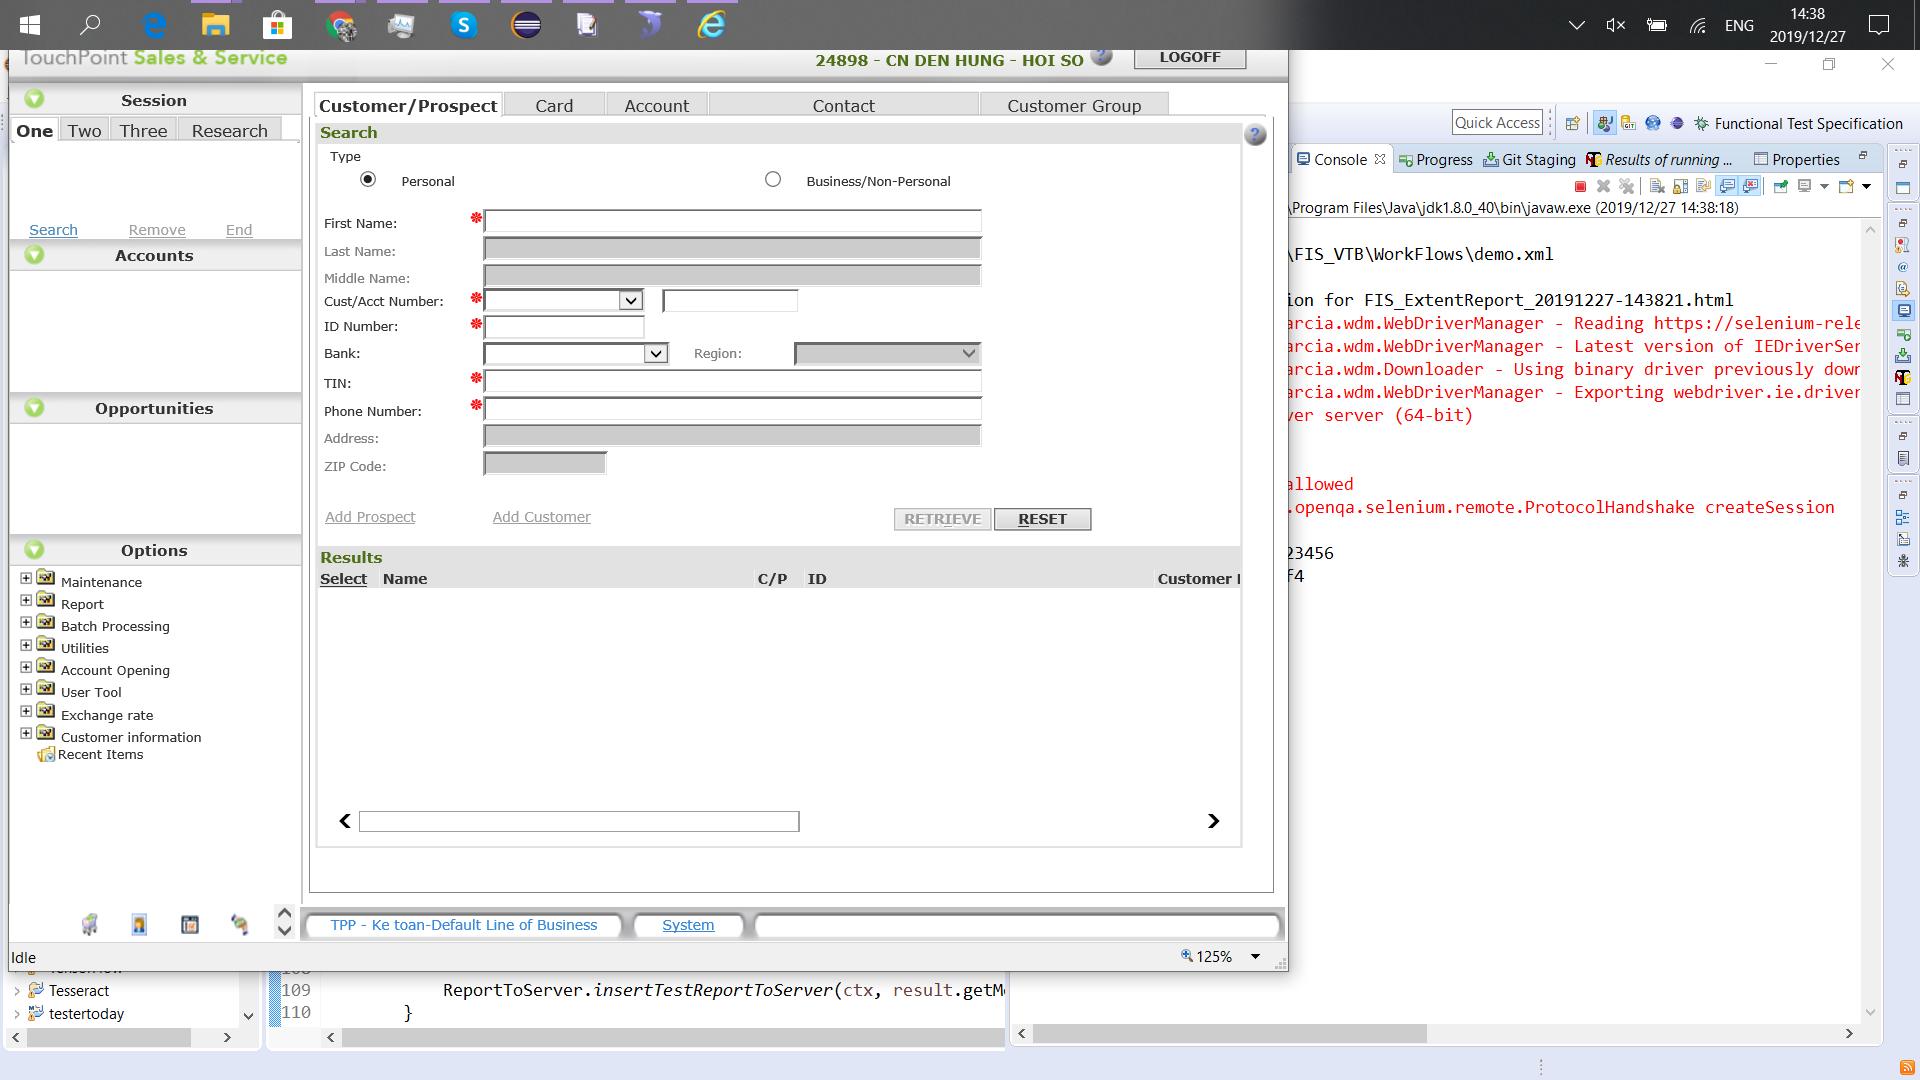 14:38
ENG
2019/12/27
TouchPoint Sales & Service
24898 - CN DEN HUNG - HOI SO
LOGOFF
Session
One Two Three Research
Search Remove End
Accounts
Opportunities
Options
Maintenance
Report
Batch Processing
Utilities
Account Opening
User Tool
Exchange rate
Customer information
Recent Items
Customer/Prospect Card Account Contact Customer Group
Search
Type
Personal Business/Non-Personal
First Name:
Last Name:
Middle Name:
Cust/Acct Number:
ID Number:
Bank: Region:
TIN:
Phone Number:
Address:
ZIP Code:
Add Prospect Add Customer RETRIEVE RESET
Results
Select Name C/P ID Customer
TPP - Ke toan-Default Line of Business System
Idle
125%
Quick Access Functional Test Specification
Console Progress Git Staging Results of running ... Properties
\Program Files\Java\jdk1.8.0_40\bin\javaw.exe (2019/12/27 14:38:18)
\FIS_VTB\WorkFlows\demo.xml
ion for FIS_ExtentReport_20191227-143821.html
arcia.wdm.WebDriverManager - Reading https://selenium-rele
arcia.wdm.WebDriverManager - Latest version of IEDriverSer
arcia.wdm.Downloader - Using binary driver previously down
arcia.wdm.WebDriverManager - Exporting webdriver.ie.driver
ver server (64-bit)
allowed
.openqa.selenium.remote.ProtocolHandshake createSession
23456
f4
Tesseract
testertoday
109 ReportToServer.insertTestReportToServer(ctx, result.getM
110 }